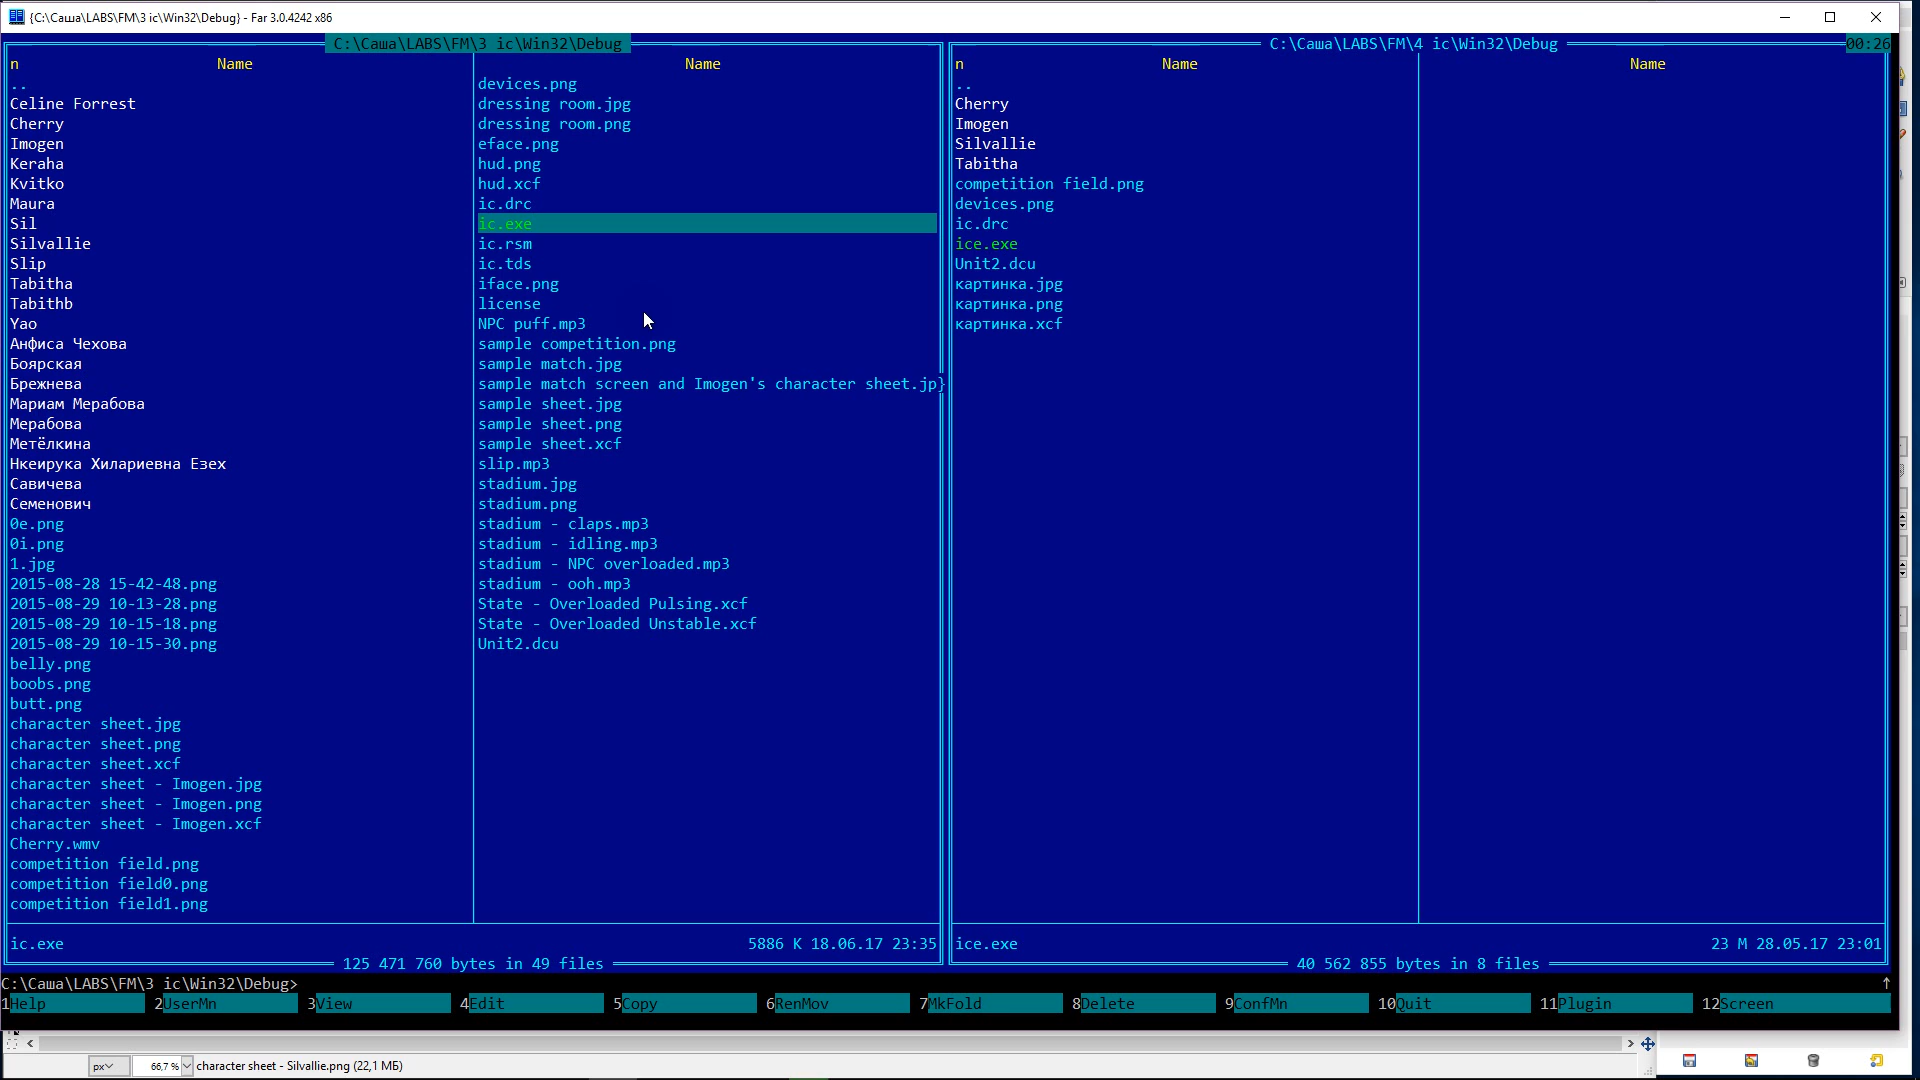 {C:\Саша\LABS\FM\3 ic\Win32\Debug} - Far 3.0.4242 x86
C:\Саша\LABS\FM\3 ic\Win32\Debug
n Name Name
..
Celine Forrest
Cherry
Imogen
Keraha
Kvitko
Maura
Sil
Silvallie
Slip
Tabitha
Tabithb
Yao
Анфиса Чехова
Боярская
Брежнева
Мариам Мерабова
Мерабова
Метёлкина
Нкеирука Хилариевна Езех
Савичева
Семенович
0e.png
0i.png
1.jpg
2015-08-28 15-42-48.png
2015-08-29 10-13-28.png
2015-08-29 10-15-18.png
2015-08-29 10-15-30.png
belly.png
boobs.png
butt.png
character sheet.jpg
character sheet.png
character sheet.xcf
character sheet - Imogen.jpg
character sheet - Imogen.png
character sheet - Imogen.xcf
Cherry.wmv
competition field.png
competition field0.png
competition field1.png
devices.png
dressing room.jpg
dressing room.png
eface.png
hud.png
hud.xcf
ic.drc
ic.exe
ic.rsm
ic.tds
iface.png
license
NPC puff.mp3
sample competition.png
sample match.jpg
sample match screen and Imogen's character sheet.jp}
sample sheet.jpg
sample sheet.png
sample sheet.xcf
slip.mp3
stadium.jpg
stadium.png
stadium - claps.mp3
stadium - idling.mp3
stadium - NPC overloaded.mp3
stadium - ooh.mp3
State - Overloaded Pulsing.xcf
State - Overloaded Unstable.xcf
Unit2.dcu
ic.exe 5886 K 18.06.17 23:35
125 471 760 bytes in 49 files
C:\Саша\LABS\FM\4 ic\Win32\Debug 00:26
n Name Name
..
Cherry
Imogen
Silvallie
Tabitha
competition field.png
devices.png
ic.drc
ice.exe
Unit2.dcu
картинка.jpg
картинка.png
картинка.xcf
ice.exe 23 M 28.05.17 23:01
40 562 855 bytes in 8 files
C:\Саша\LABS\FM\3 ic\Win32\Debug>
1Help 2UserMn 3View 4Edit 5Copy 6RenMov 7MkFold 8Delete 9ConfMn 10Quit 11Plugin 12Screen
px 66,7 % character sheet - Silvallie.png (22,1 МБ)